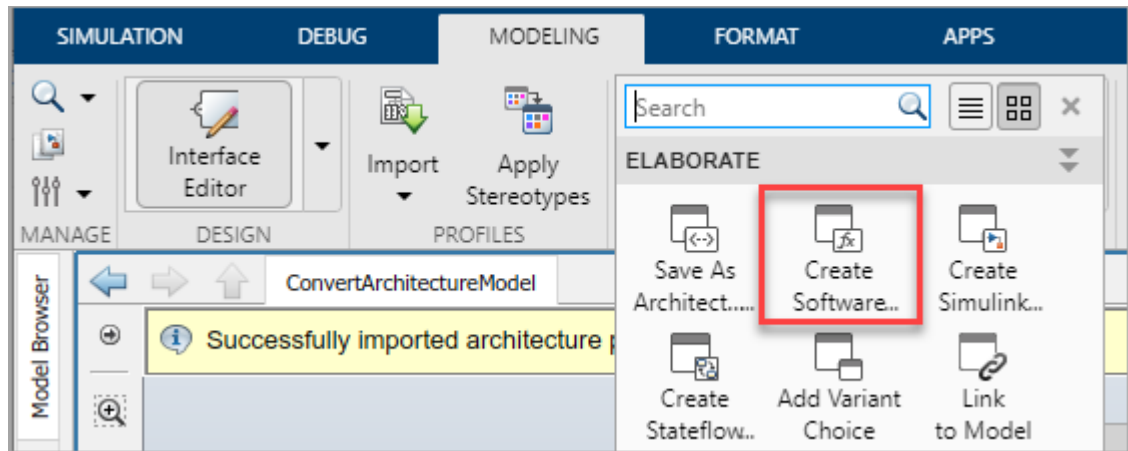 SIMULATION DEBUG MODELING FORMAT APPS
Search
ELABORATE
Interface
Editor
Import
Apply
Stereotypes
MANAGE DESIGN PROFILES
Save As
Architect.....
Create
Software...
Create
Simulink...
Model Browser
ConvertArchitectureModel
Successfully imported architecture
Create
Stateflow...
Add Variant
Choice
Link
to Model